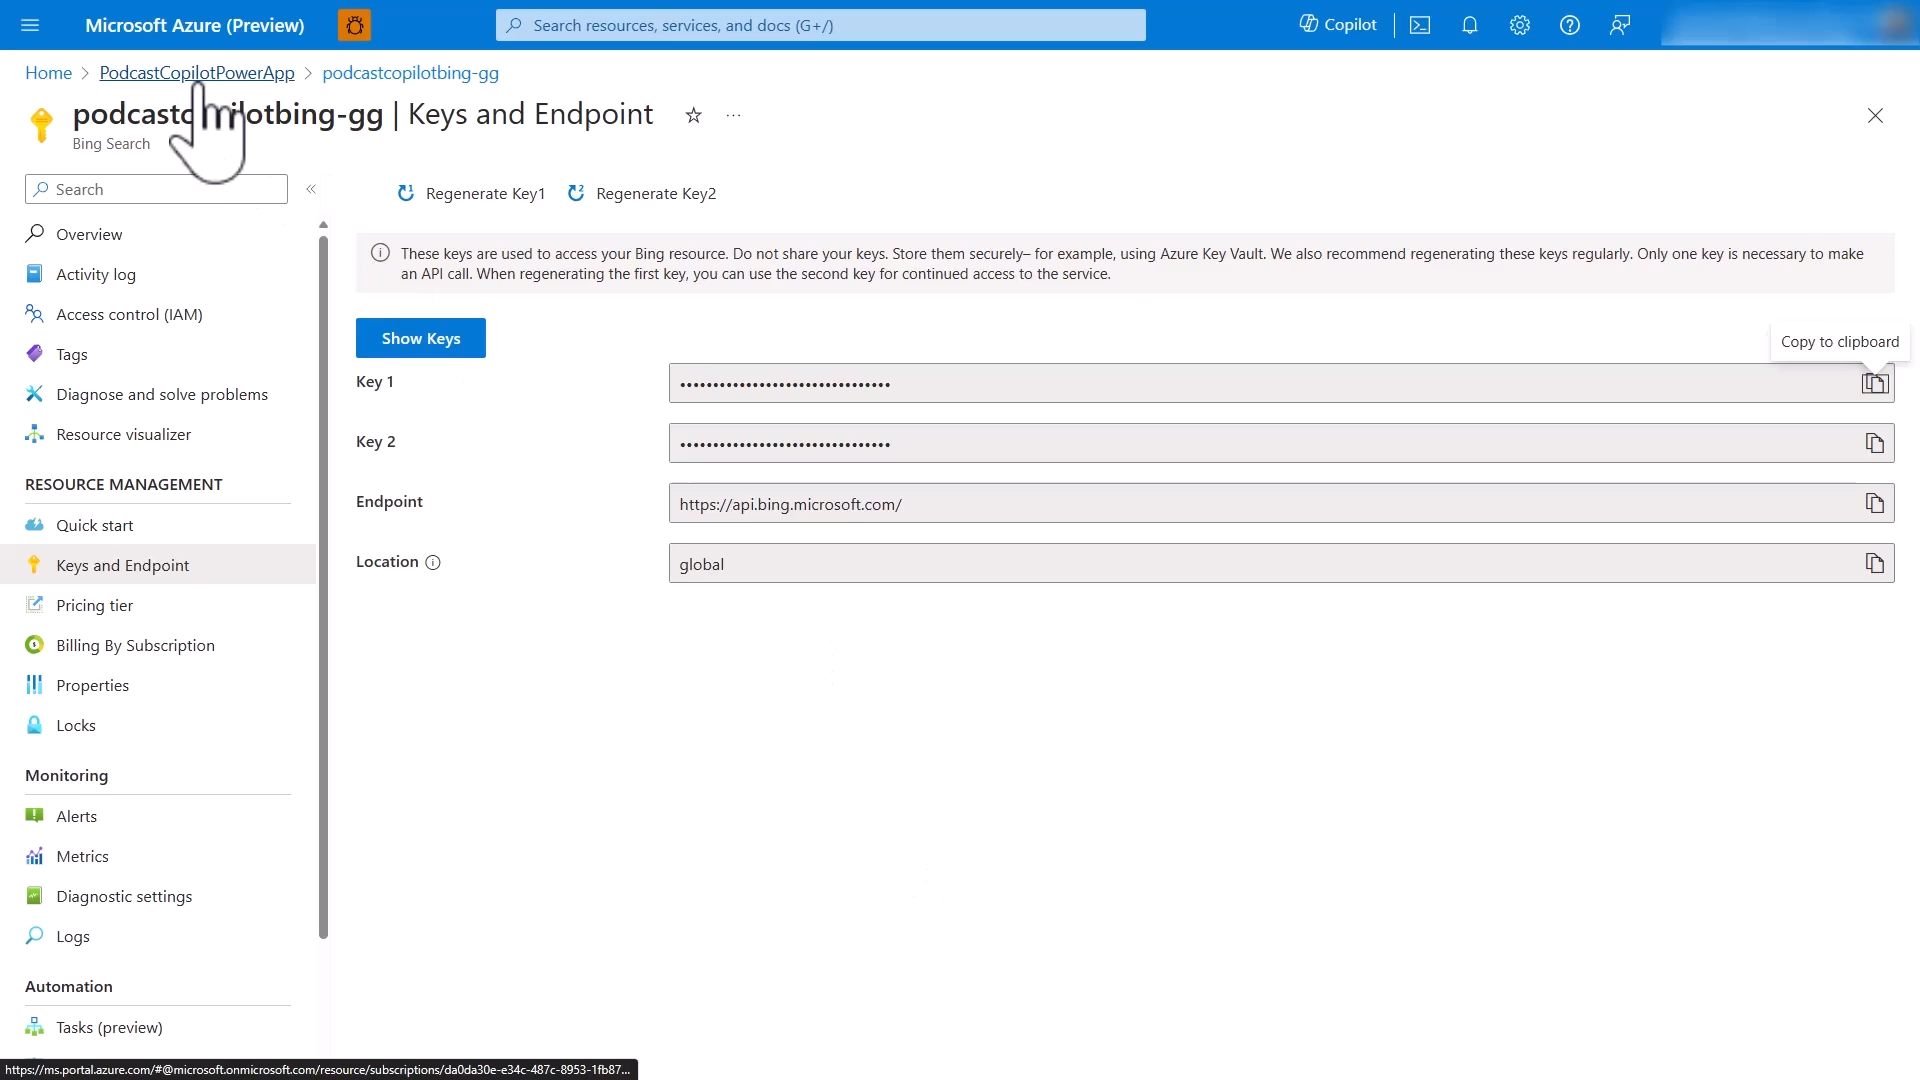 Microsoft Azure (Preview)
Search resources, services, and docs (G+/)
Copilot
Home > PodcastCopilotPowerApp > podcastcopilotbing-gg
podcastc ilotbing-gg | Keys and Endpoint
Bing Search
Search
Regenerate Key1
Regenerate Key2
Overview
Activity log
Access control (IAM)
Tags
Diagnose and solve problems
Resource visualizer
RESOURCE MANAGEMENT
Quick start
Keys and Endpoint
Pricing tier
Billing By Subscription
Properties
Locks
Monitoring
Alerts
Metrics
Diagnostic settings
Logs
Automation
Tasks (preview)
These keys are used to access your Bing resource. Do not share your keys. Store them securely– for example, using Azure Key Vault. We also recommend regenerating these keys regularly. Only one key is necessary to make
an API call. When regenerating the first key, you can use the second key for continued access to the service.
Show Keys
Copy to clipboard
Key 1
••••••••••••••••••••••••••••••••
Key 2
••••••••••••••••••••••••••••••••
Endpoint
https://api.bing.microsoft.com/
Location
global
https://ms.portal.azure.com/#@microsoft.onmicrosoft.com/resource/subscriptions/da0da30e-e34c-487c-8953-1fb87...